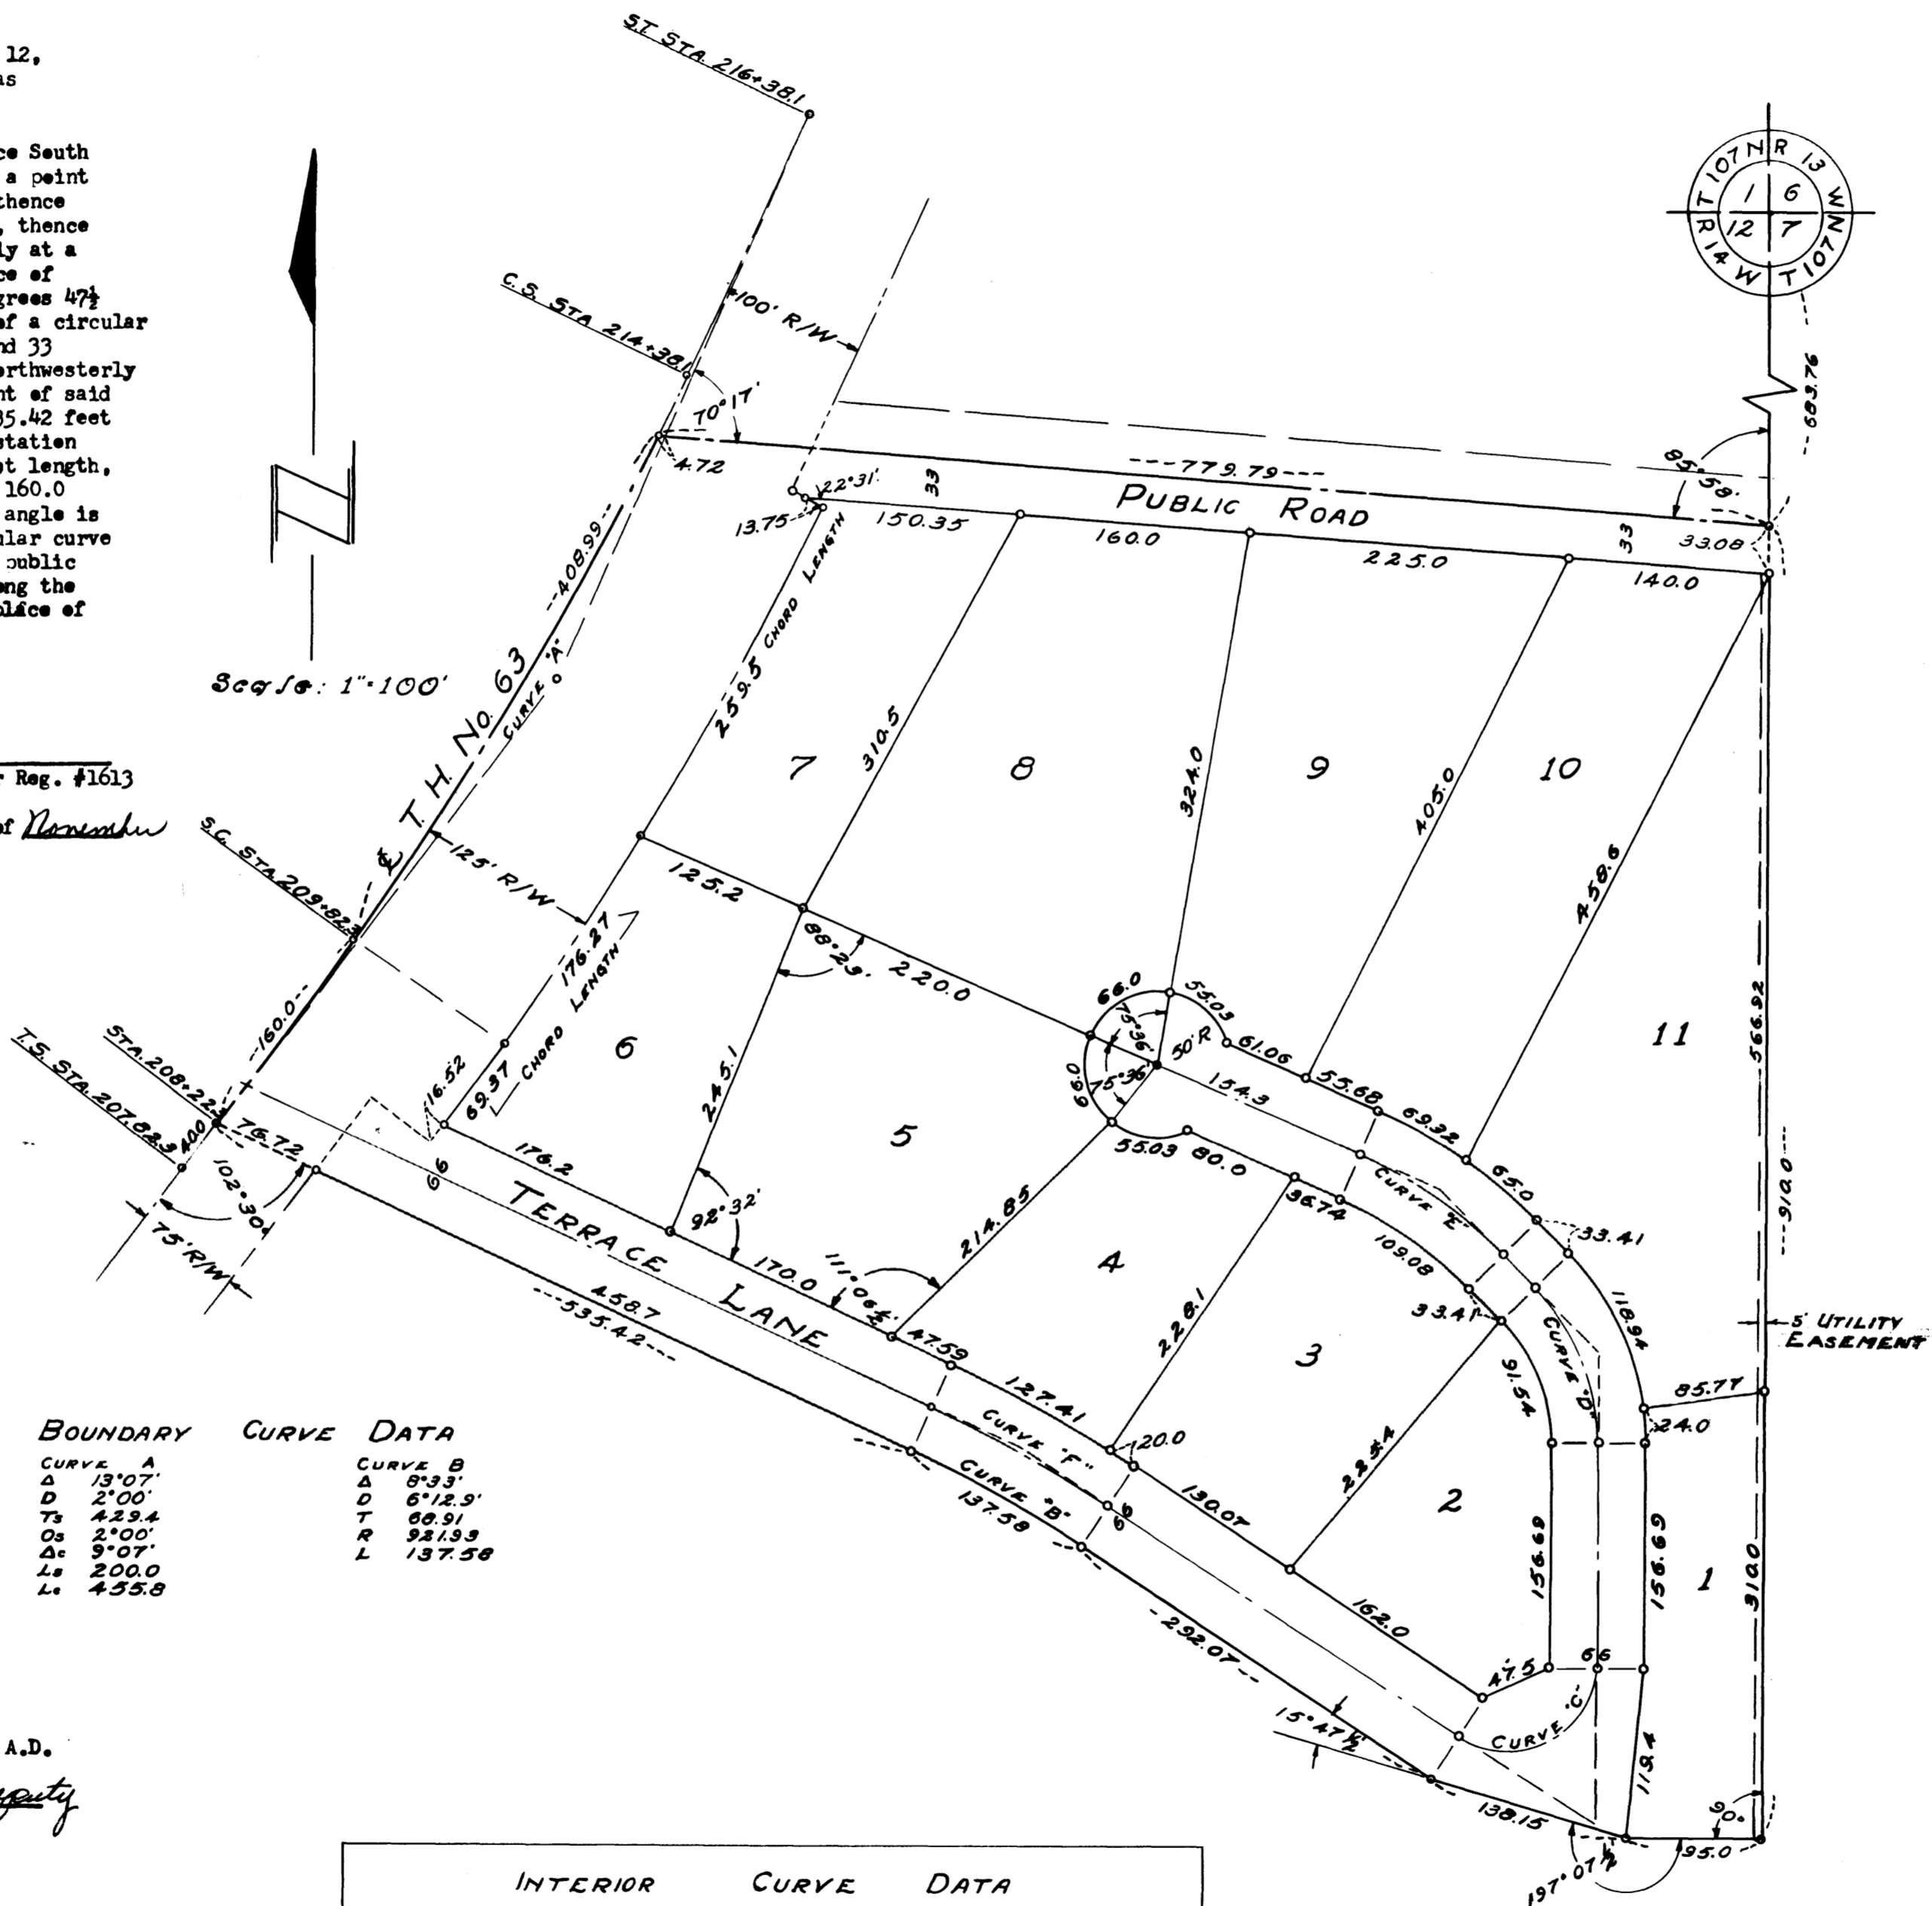 12,
as
ce South
a point
thence
, thence
ly at a
ce of
grees 47½
of a circular
nd 33
orthwesterly
nt of said
35.42 feet
station
et length,
160.0
angle is
ular curve
public
ong the
place of
Scale: 1"=100'
r Reg. #1613
of November
A.D.
Deputy
S.T. STA. 216+38.1
C.S. STA 214+38.1
100' R/W
70°17'
4.72
---779.79---
PUBLIC ROAD
33
33
22°31'
13.75
150.35
160.0
225.0
140.0
33.08
85°58'
--683.76
T 107 N R 13 W
N 107 T W 14 R
1 6
12 7
--408.99--
CURVE "A"
℄ T. H. No. 63
259.5 CHORD LENGTH
310.5
324.0
405.0
458.6
7
8
9
10
11
566.92
---910.0---
S.C. STA. 209+82.3
125' R/W
125.2
88°23'
220.0
176.27
CHORD LENGTH
69.37
16.52
-160.0-
STA. 208+22.3
T.S. STA. 207.82.3
40.0
76.72
102°30'
75' R/W
6
245.1
5
66.0
75°36'
55.03
50' R
66.0
75°36'
61.06
55.68
69.32
65.0
33.41
154.3
CURVE "E"
55.03
80.0
36.74
109.08
33.41
118.94
CURVE "D"
91.54
176.2
66
TERRACE LANE
92°32'
170.0
111°06½'
214.85
4
228.1
3
47.59
127.41
20.0
CURVE "F"
458.7
---535.42---
CURVE "B"
137.58
66
130.07
225.4
2
162.0
-292.07--
156.69
156.69
85.77
24.0
5' UTILITY
EASEMENT
1
310.0
47.5
66
CURVE "C"
15°47½'
138.15
119.4
90°
95.0
197°07½'
BOUNDARY CURVE DATA
CURVE A
Δ 13°07'
D 2°00'
Ts 429.4
Os 2°00'
Δc 9°07'
Ls 200.0
Lc 455.8
CURVE B
Δ 8°33'
D 6°12.9'
T 68.91
R 921.93
L 137.58
INTERIOR CURVE DATA